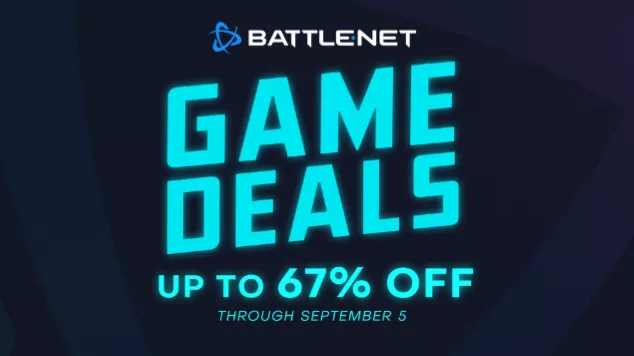 BATTLE.NET
GAME
DEALS
UP TO 67% OFF
THROUGH SEPTEMBER 5